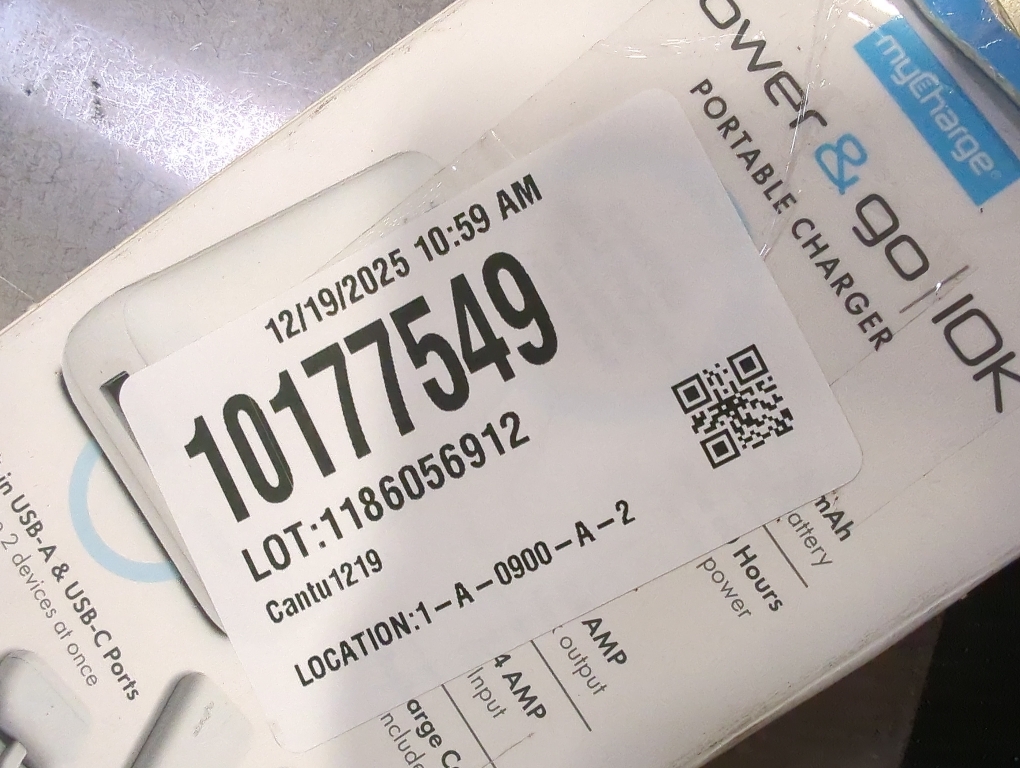 myCharge®
ower & go | 10K
PORTABLE CHARGER
12/19/2025 10:59 AM
10177549
LOT:1186056912
Cantu1219
LOCATION:1-A-0900-A-2
in USB-A & USB-C Ports
2 devices at once
mAh
attery
Hours
power
AMP
output
4 AMP
input
arge C
nclude